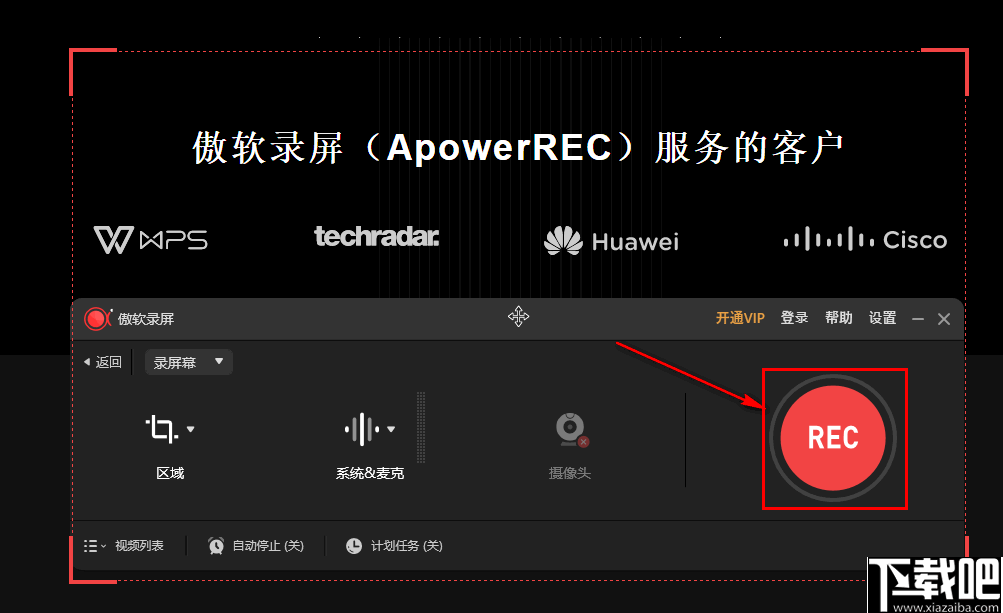 傲软录屏（ApowerREC）服务的客户
WPS
techradar.
Huawei
Cisco
傲软录屏
开通VIP 登录 帮助 设置
返回 录屏幕
REC
区域 系统&麦克 摄像头
视频列表 自动停止 (关) 计划任务 (关)
下载吧
www.xiazaiba.com